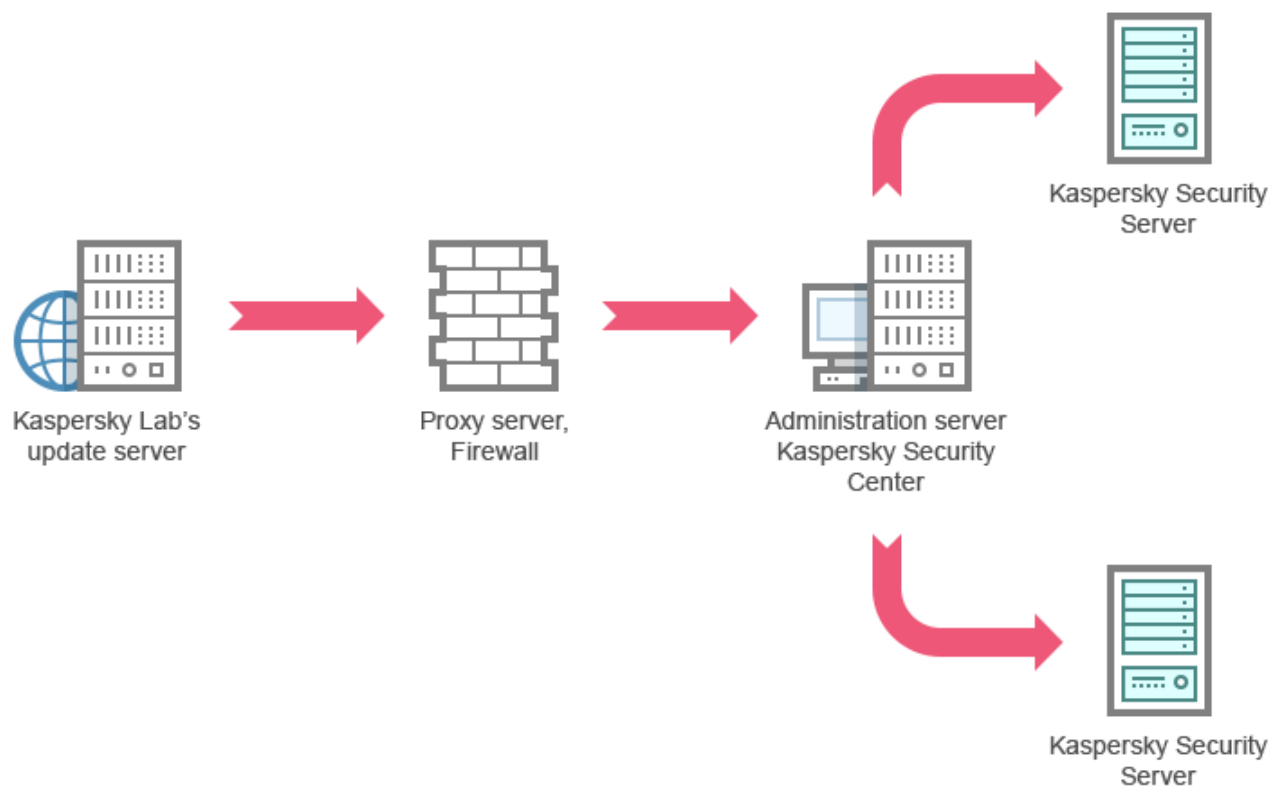 Kaspersky Security
Server
Kaspersky Lab’s
update server
Proxy server,
Firewall
Administration server
Kaspersky Security
Center
Kaspersky Security
Server